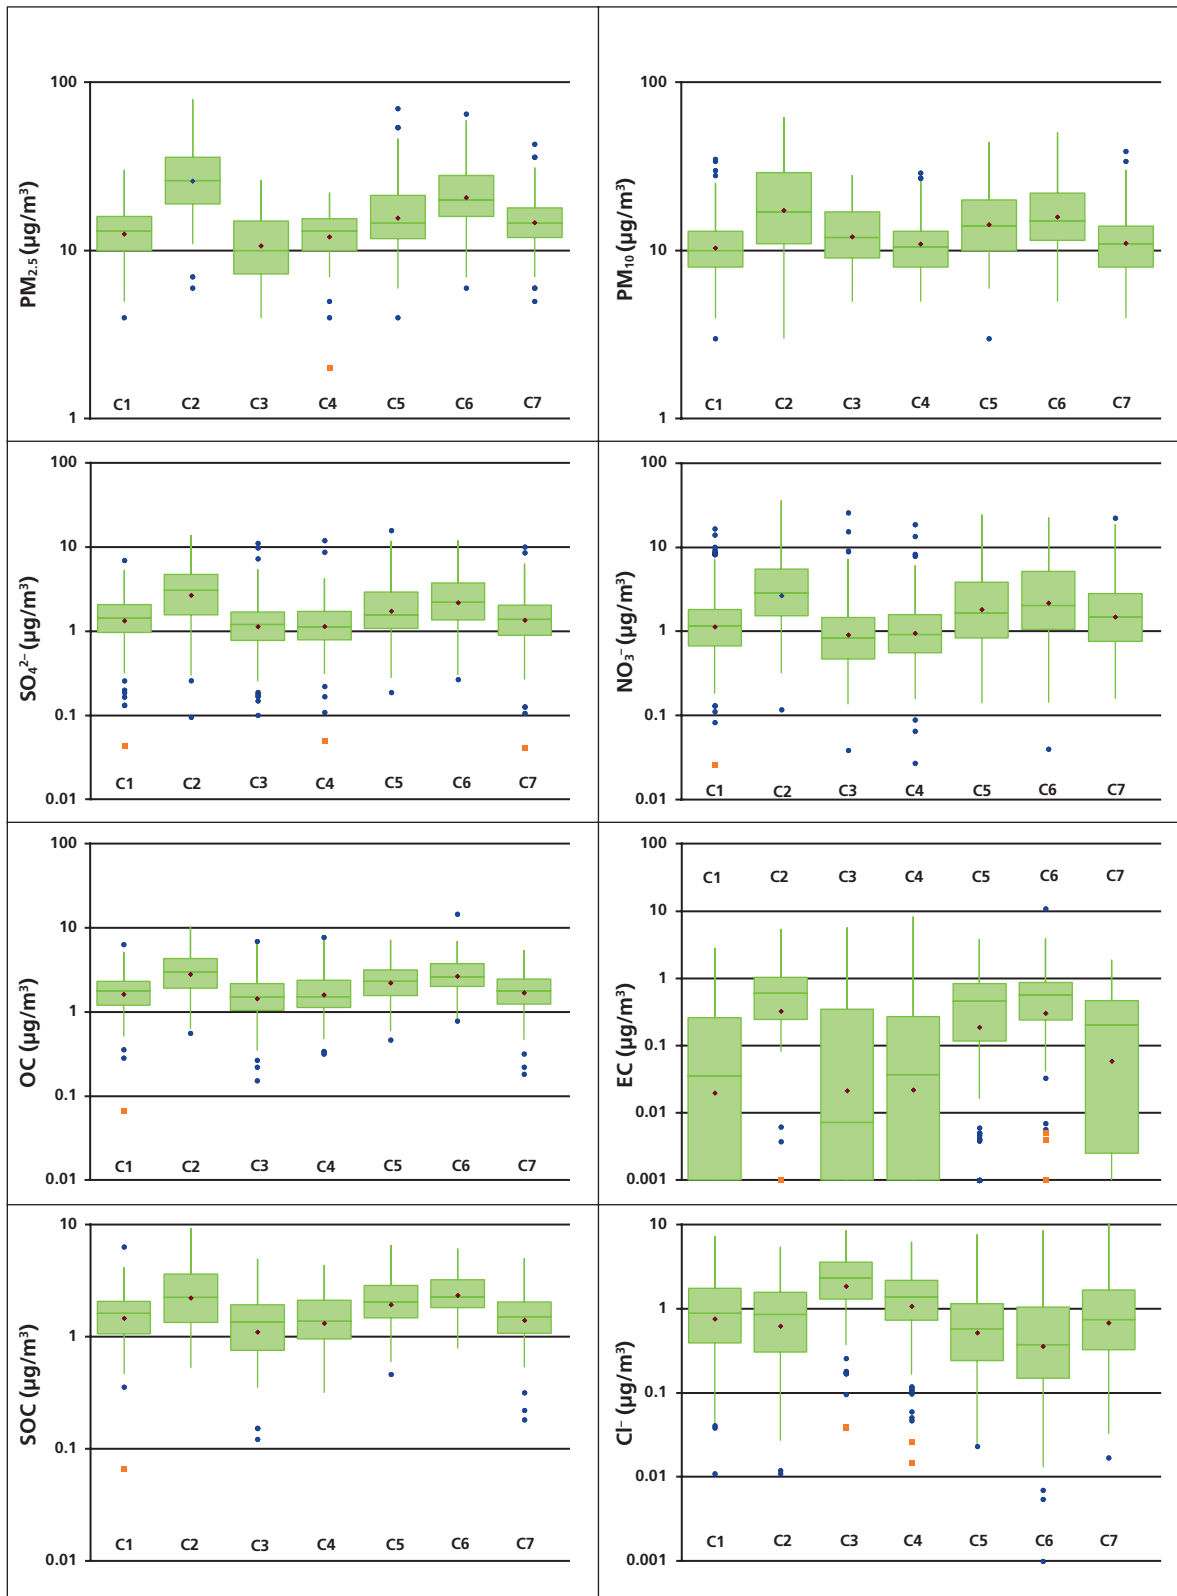 100
10
1
PM2.5 (µg/m³)
C1 C2 C3 C4 C5 C6 C7
100
10
1
PM10 (µg/m³)
C1 C2 C3 C4 C5 C6 C7
100
10
1
0.1
0.01
SO4²⁻ (µg/m³)
C1 C2 C3 C4 C5 C6 C7
100
10
1
0.1
0.01
NO3⁻ (µg/m³)
C1 C2 C3 C4 C5 C6 C7
100
10
1
0.1
0.01
OC (µg/m³)
C1 C2 C3 C4 C5 C6 C7
100
10
1
0.1
0.01
0.001
EC (µg/m³)
C1 C2 C3 C4 C5 C6 C7
10
1
0.1
0.01
SOC (µg/m³)
C1 C2 C3 C4 C5 C6 C7
10
1
0.1
0.01
0.001
Cl⁻ (µg/m³)
C1 C2 C3 C4 C5 C6 C7